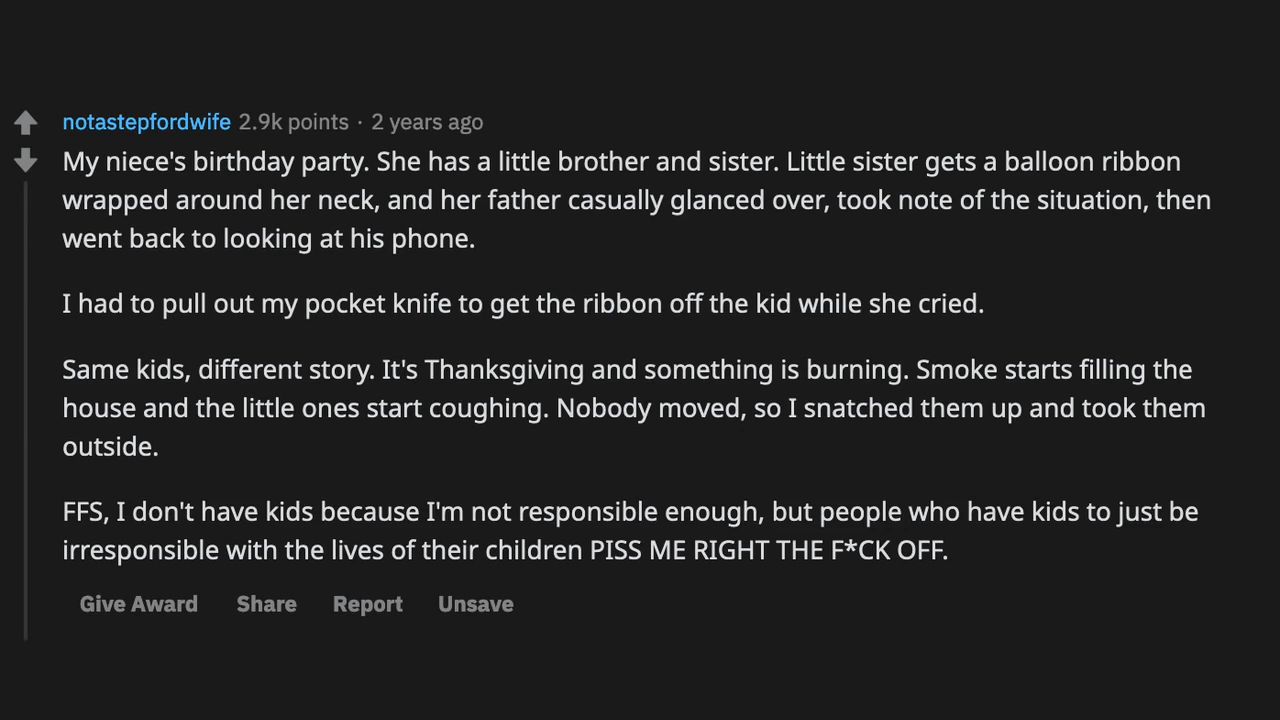 notastepfordwife 2.9k points · 2 years ago
My niece's birthday party. She has a little brother and sister. Little sister gets a balloon ribbon
wrapped around her neck, and her father casually glanced over, took note of the situation, then
went back to looking at his phone.
I had to pull out my pocket knife to get the ribbon off the kid while she cried.
Same kids, different story. It's Thanksgiving and something is burning. Smoke starts filling the
house and the little ones start coughing. Nobody moved, so I snatched them up and took them
outside.
FFS, I don't have kids because I'm not responsible enough, but people who have kids to just be
irresponsible with the lives of their children PISS ME RIGHT THE F*CK OFF.
Give Award Share Report Unsave